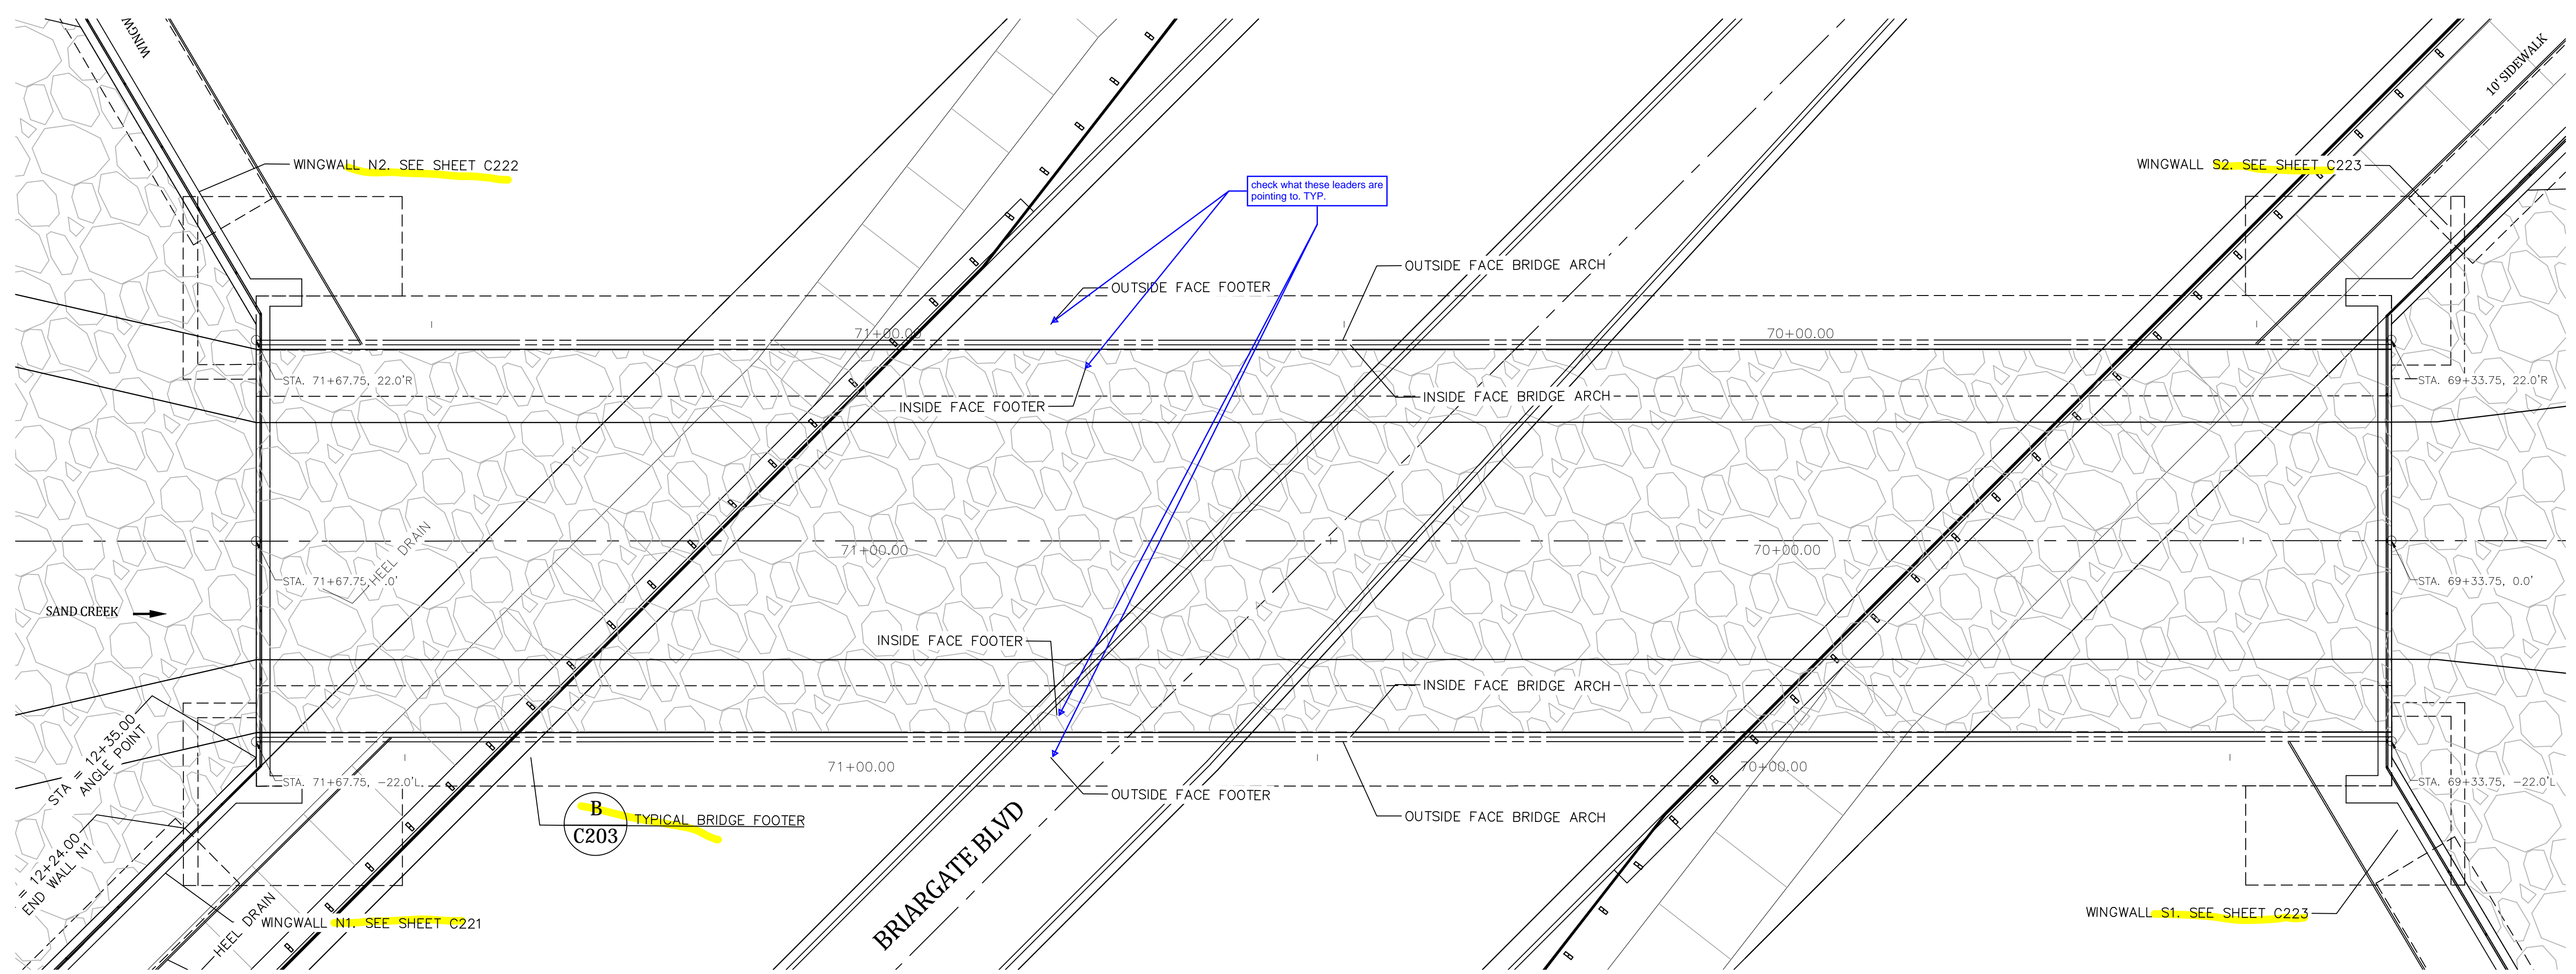 WINGW
10' SIDEWALK
WINGWALL N2. SEE SHEET C222
WINGWALL S2. SEE SHEET C223
check what these leaders are
pointing to. TYP.
OUTSIDE FACE BRIDGE ARCH
OUTSIDE FACE FOOTER
71+00.00
70+00.00
STA. 71+67.75, 22.0'R
STA. 69+33.75, 22.0'R
INSIDE FACE BRIDGE ARCH
INSIDE FACE FOOTER
HEEL DRAIN
71+00.00
70+00.00
STA. 71+67.75, .0'
STA. 69+33.75, 0.0'
SAND CREEK
INSIDE FACE FOOTER
INSIDE FACE BRIDGE ARCH
STA = 12+35.00
ANGLE POINT
71+00.00
70+00.00
STA. 71+67.75, -22.0'L
STA. 69+33.75, -22.0'L
OUTSIDE FACE FOOTER
B
C203
TYPICAL BRIDGE FOOTER
OUTSIDE FACE BRIDGE ARCH
BRIARGATE BLVD
= 12+24.00
END WALL N1
HEEL DRAIN
WINGWALL N1. SEE SHEET C221
WINGWALL S1. SEE SHEET C223